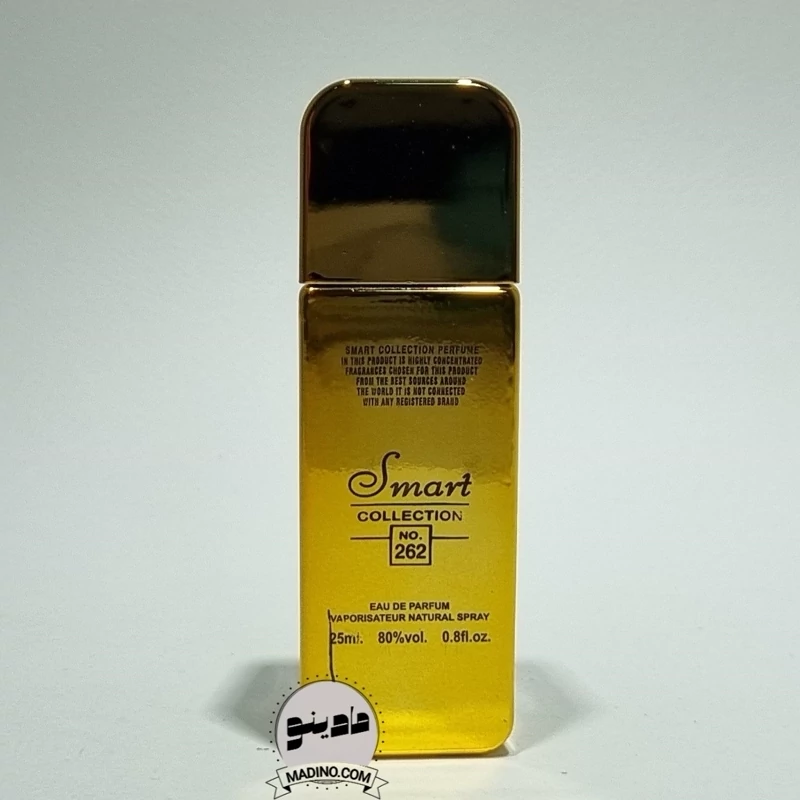 SMART COLLECTION PERFUME
IN THIS PRODUCT IS HIGHLY CONCENTRATED
FRAGRANCES CHOSEN FOR THIS PRODUCT
FROM THE BEST SOURCES AROUND
THE WORLD IT IS NOT CONNECTED
WITH ANY REGISTERED BRAND
Smart
COLLECTION
NO.
262
EAU DE PARFUM
VAPORISATEUR NATURAL SPRAY
25ml. 80%vol. 0.8fl.oz.
مادینو
MADINO.COM